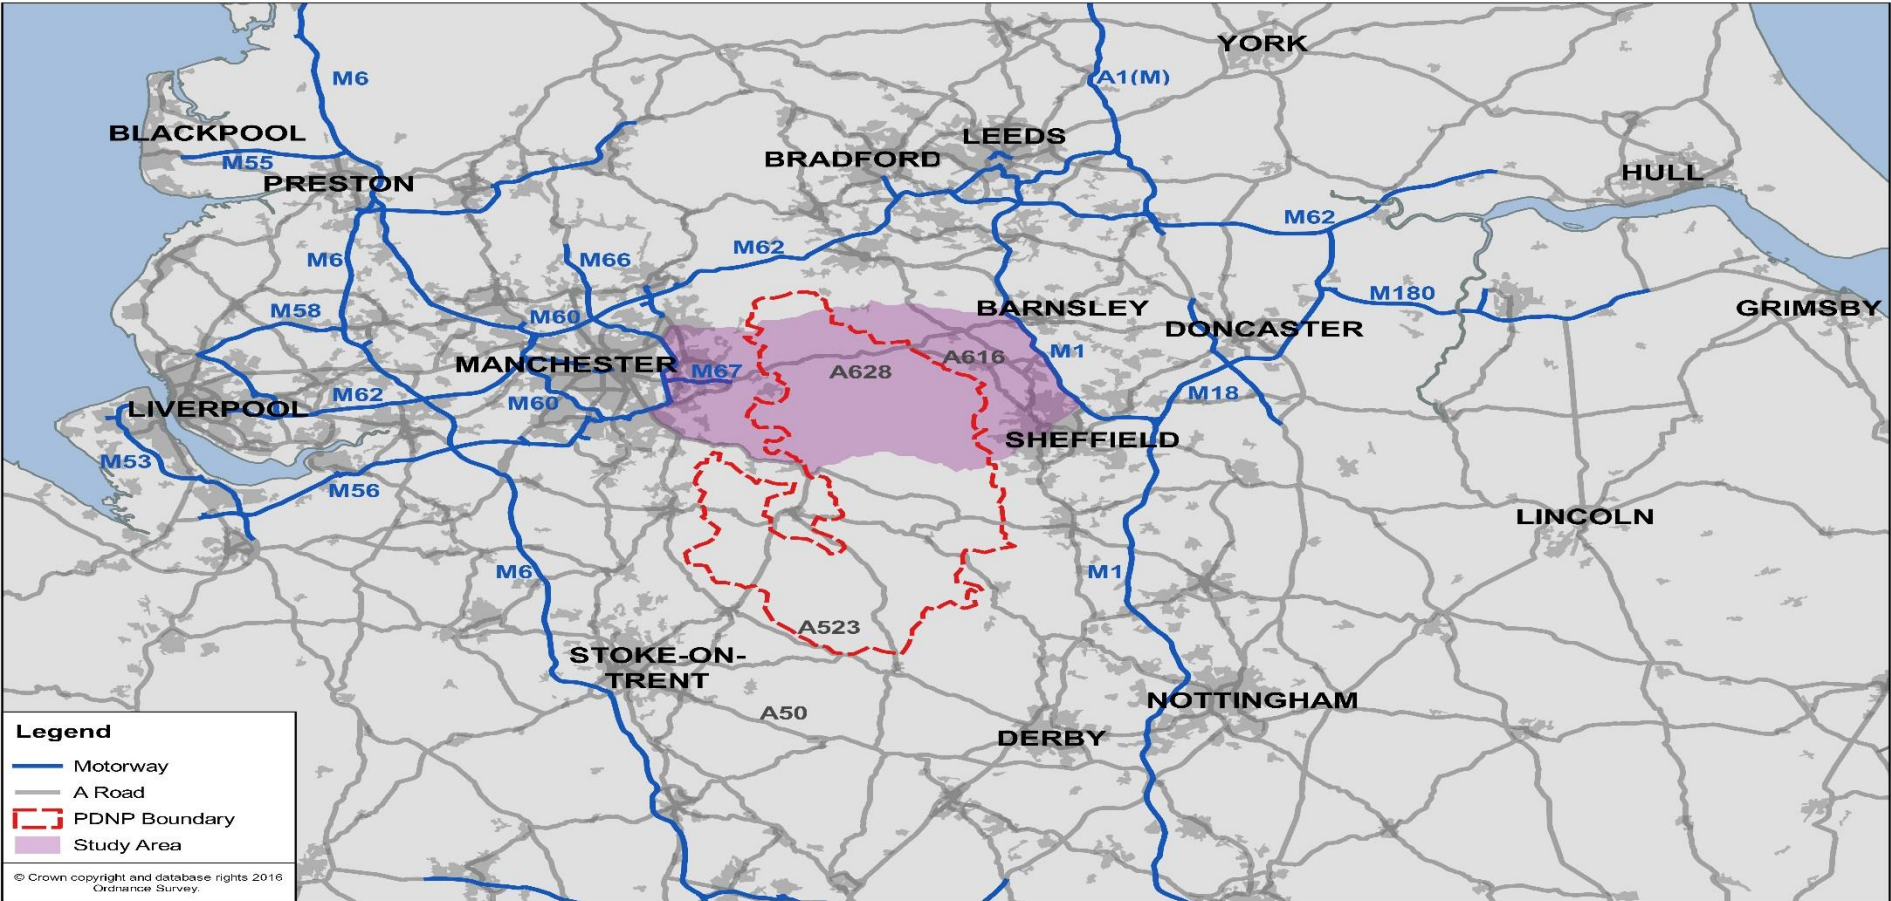 YORK
M6
A1(M)
BLACKPOOL
LEEDS
BRADFORD
M55
PRESTON
HULL
M62
M62
M6
M66
M180
M58
M60
BARNSLEY
GRIMSBY
DONCASTER
MANCHESTER
M67
A628
A616
M1
M62
M60
M18
LIVERPOOL
SHEFFIELD
M53
M56
LINCOLN
M6
M1
A523
STOKE-ON-
TRENT
NOTTINGHAM
A50
DERBY
Legend
Motorway
A Road
PDNP Boundary
Study Area
© Crown copyright and database rights 2016
Ordnance Survey.